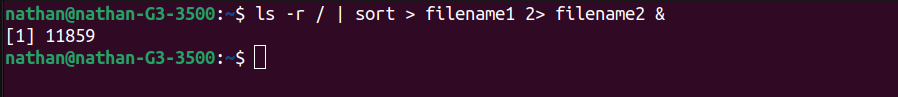 nathan@nathan-G3-3500:~$ ls -r / | sort > filename1 2> filename2 &
[1] 11859
nathan@nathan-G3-3500:~$